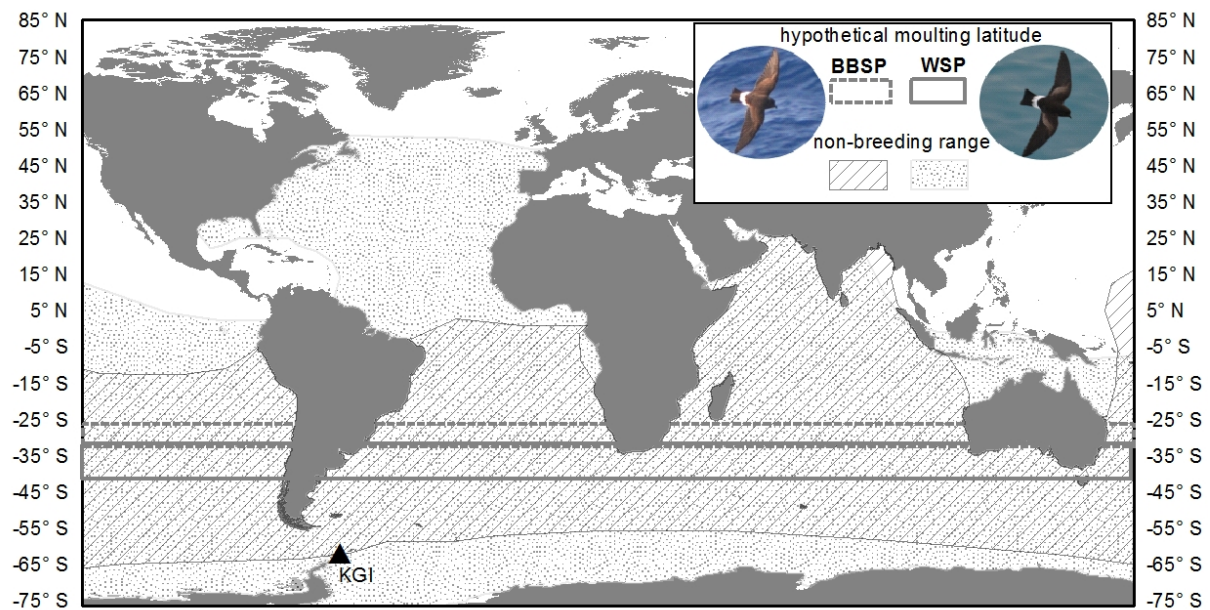 hypothetical moulting latitude
BBSP WSP
non-breeding range
85° N 85° N
75° N 75° N
65° N 65° N
55° N 55° N
45° N 45° N
35° N 35° N
25° N 25° N
15° N 15° N
5° N 5° N
-5° S -5° S
-15° S -15° S
-25° S -25° S
-35° S -35° S
-45° S -45° S
-55° S -55° S
-65° S -65° S
KGI
-75° S -75° S